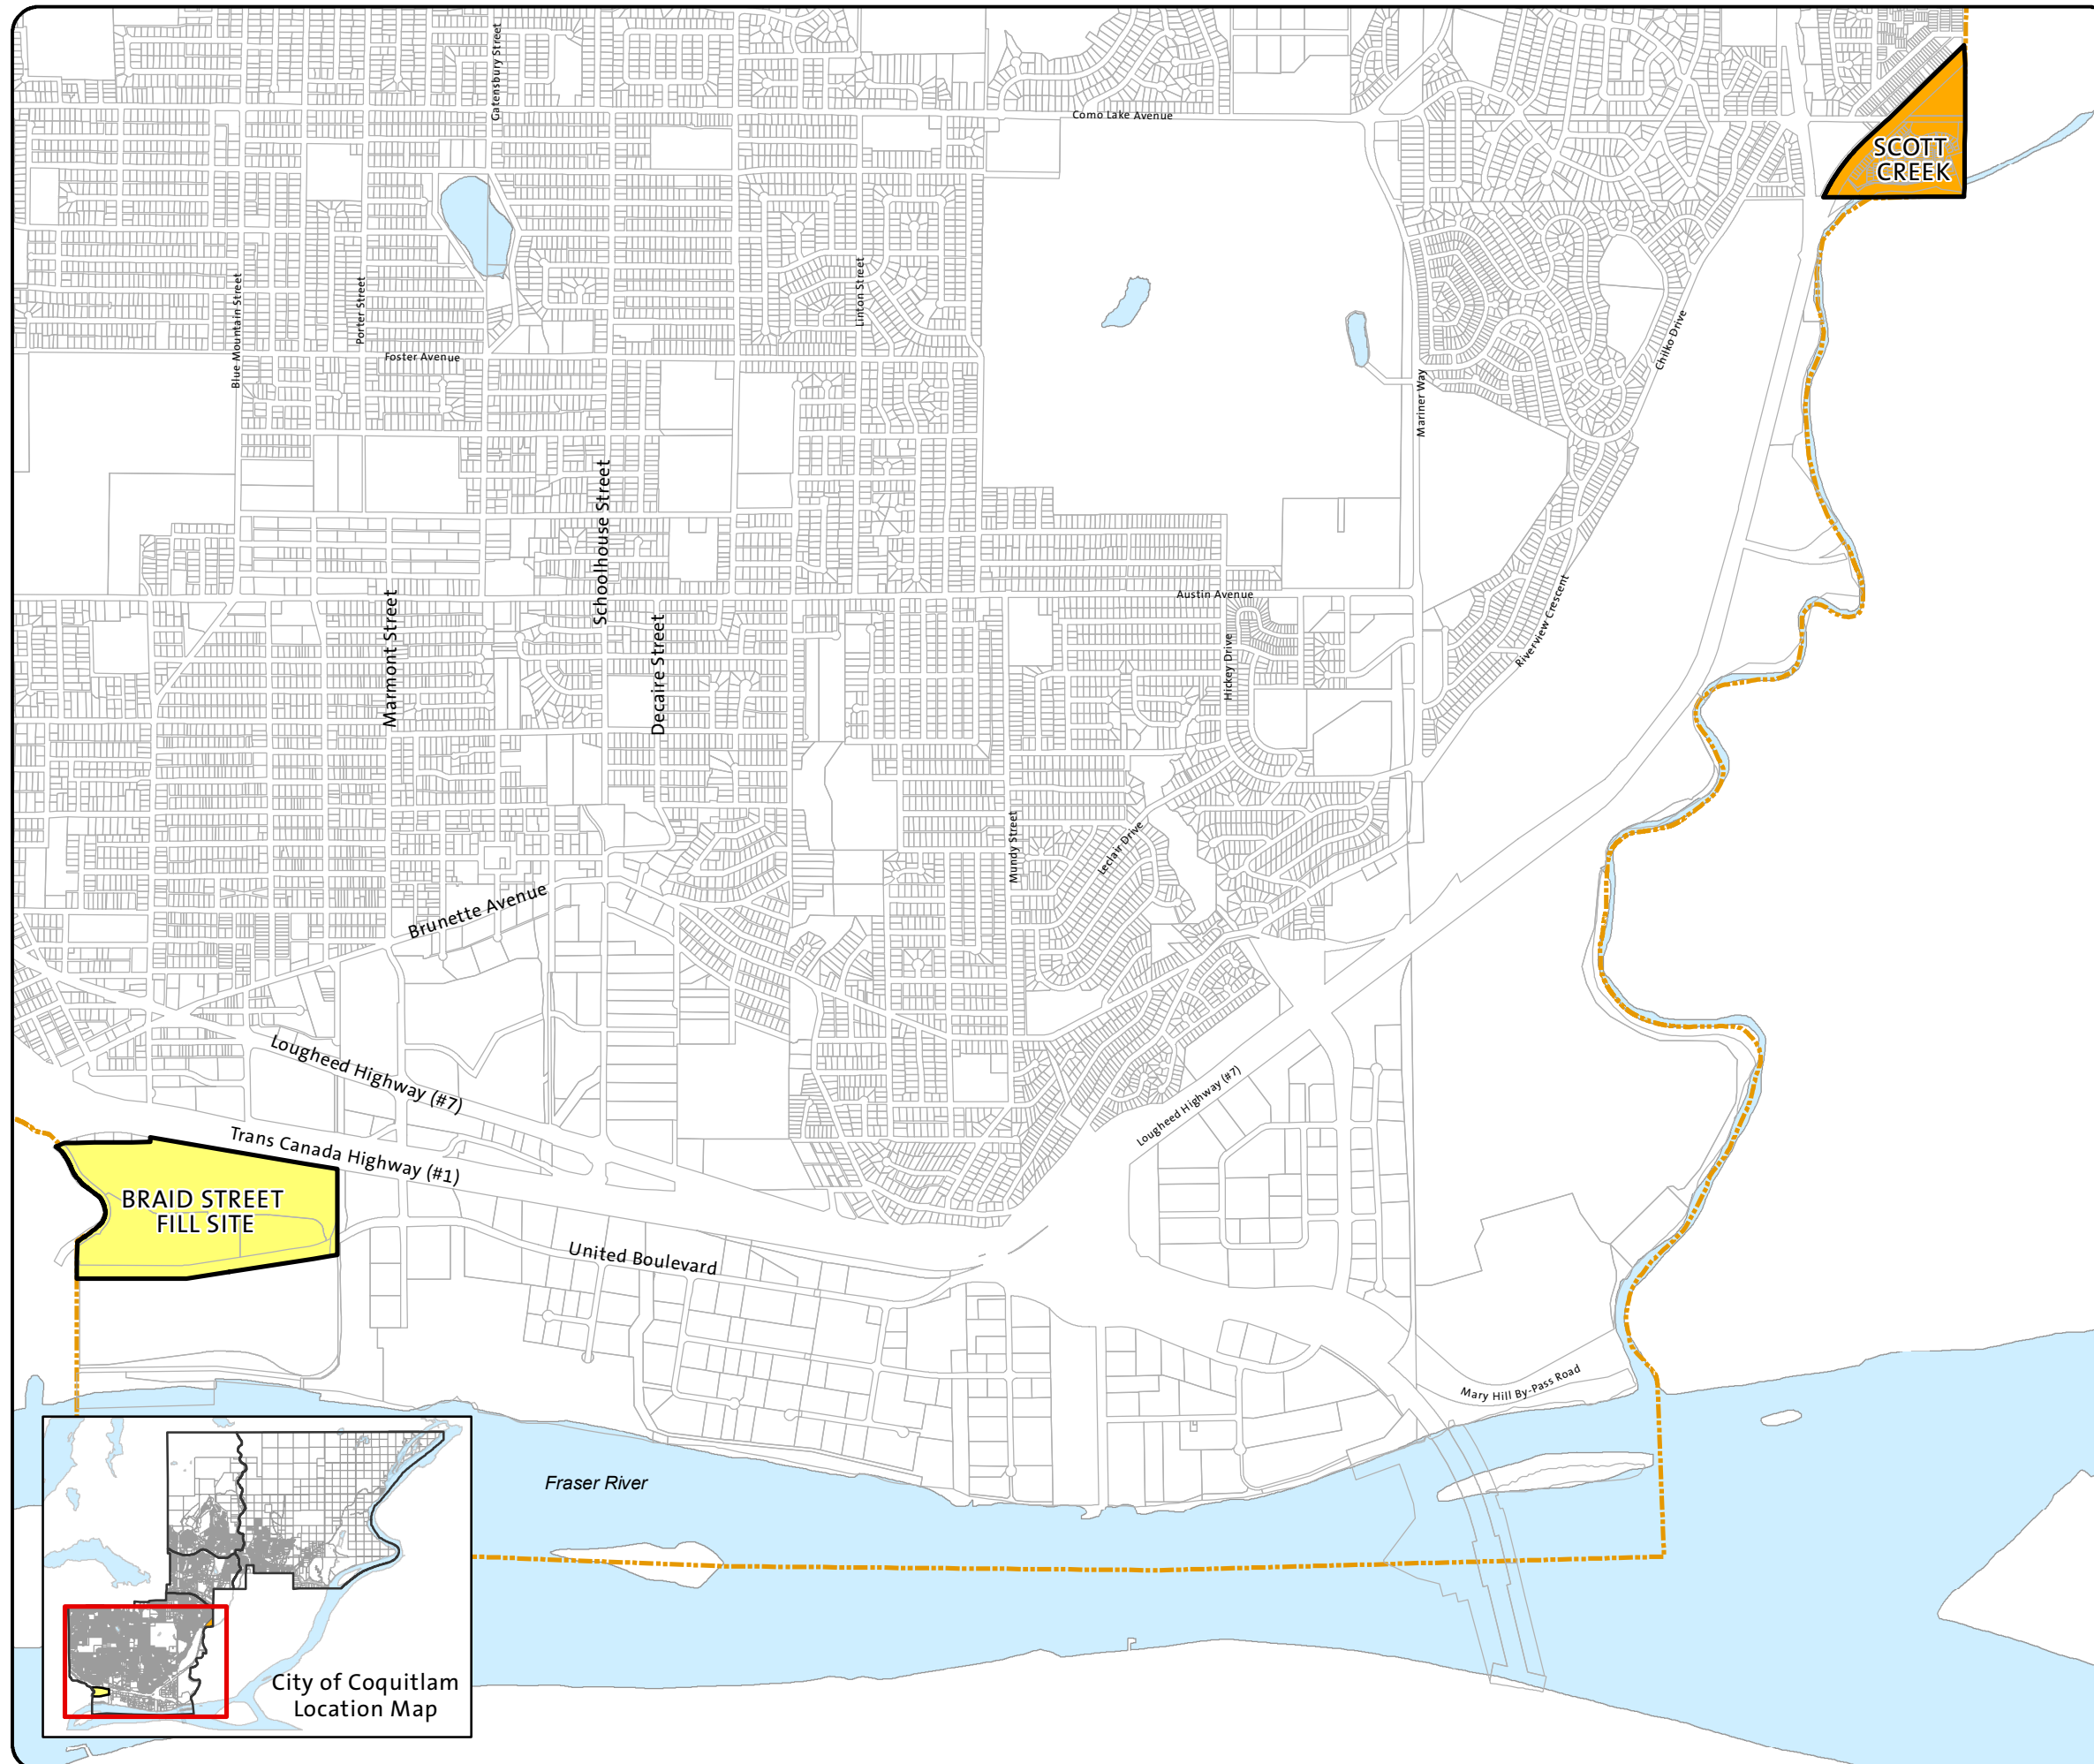 Gatensbury Street
Como Lake Avenue
SCOTT
CREEK
Blue Mountain Street
Porter Street
Linton Street
Foster Avenue
Chilko Drive
Mariner Way
Schoolhouse Street
Marmont Street
Decaire Street
Austin Avenue
Hickey Drive
Riverview Crescent
Mundy Street
Leclair Drive
Brunette Avenue
Lougheed Highway (#7)
Lougheed Highway (#7)
Trans Canada Highway (#1)
BRAID STREET
FILL SITE
United Boulevard
Mary Hill By-Pass Road
Fraser River
City of Coquitlam
Location Map